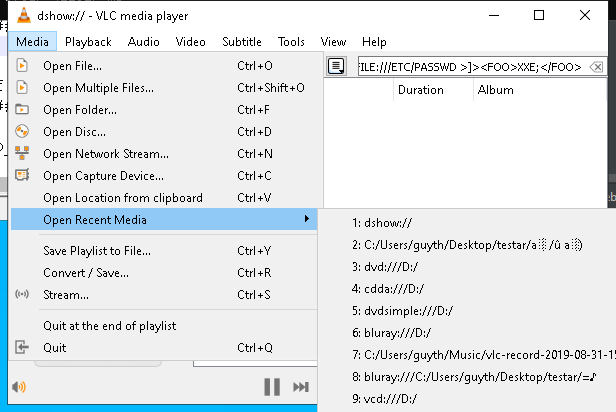 dshow:// - VLC media player
Media Playback Audio Video Subtitle Tools View Help
Open File... Ctrl+O
FILE:///ETC/PASSWD >]><FOO>XXE;</FOO>
Open Multiple Files... Ctrl+Shift+O
Duration Album
Open Folder... Ctrl+F
Open Disc... Ctrl+D
Open Network Stream... Ctrl+N
Open Capture Device... Ctrl+C
Open Location from clipboard Ctrl+V
Open Recent Media
1: dshow://
2: C:/Users/guyth/Desktop/testar/a░/û a░)
3: dvd:///D:/
4: cdda:///D:/
5: dvdsimple:///D:/
6: bluray:///D:/
7: C:/Users/guyth/Music/vlc-record-2019-08-31-15
8: bluray:///C:/Users/guyth/Desktop/testar/=♪
9: vcd:///D:/
Save Playlist to File... Ctrl+Y
Convert / Save... Ctrl+R
Stream... Ctrl+S
Quit at the end of playlist
Quit Ctrl+Q